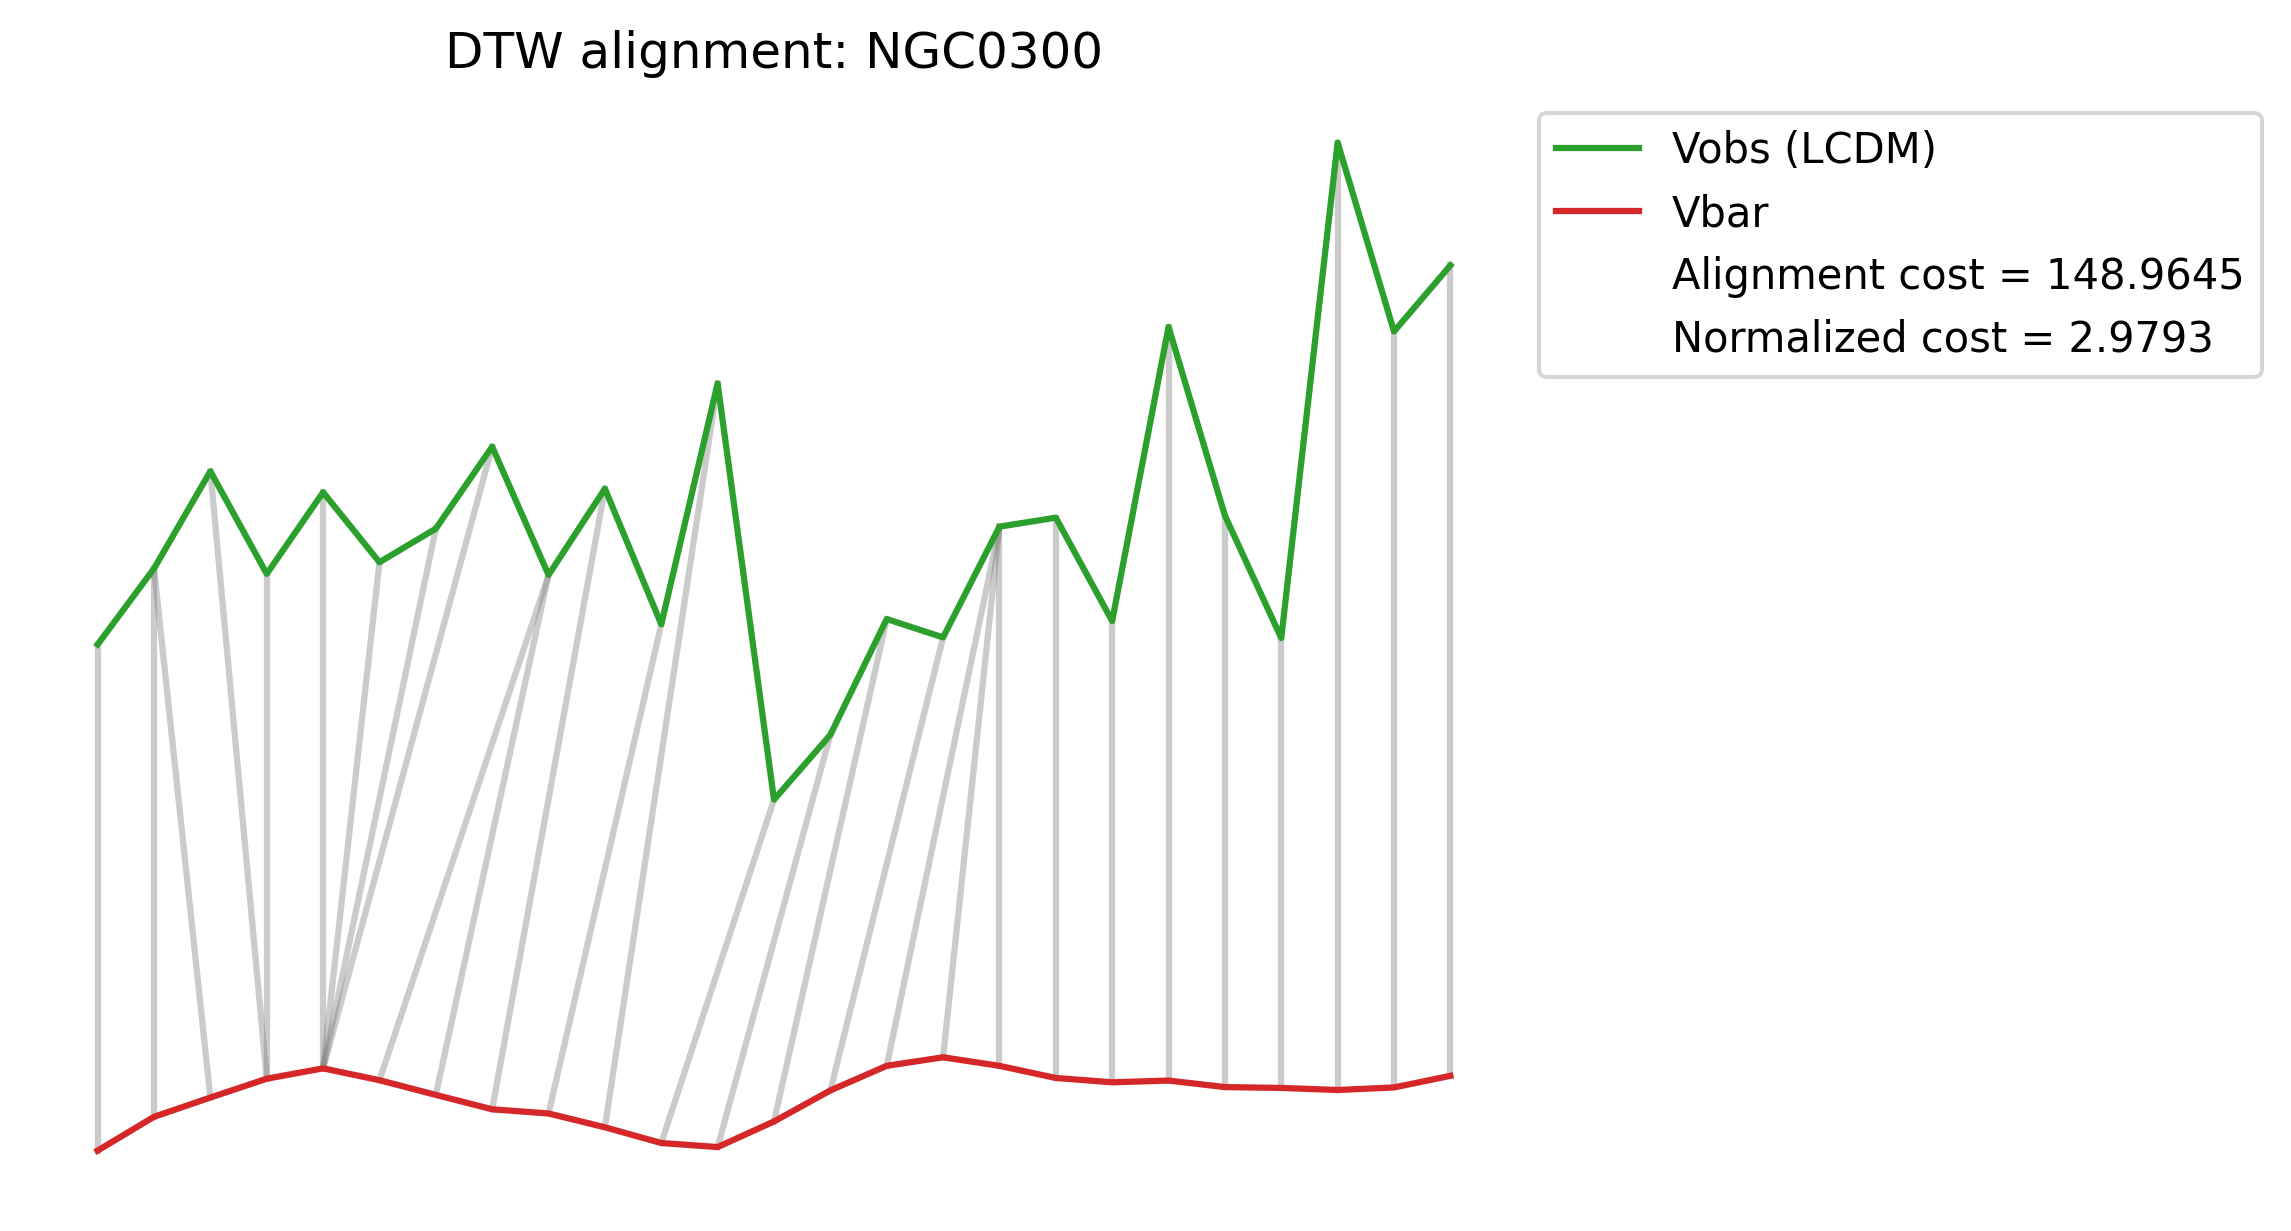 DTW alignment: NGC0300
Vobs (LCDM)
Vbar
Alignment cost = 148.9645
Normalized cost = 2.9793